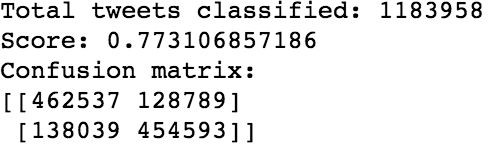 Total tweets classified: 1183958
Score: 0.773106857186
Confusion matrix:
[[462537 128789]
 [138039 454593]]